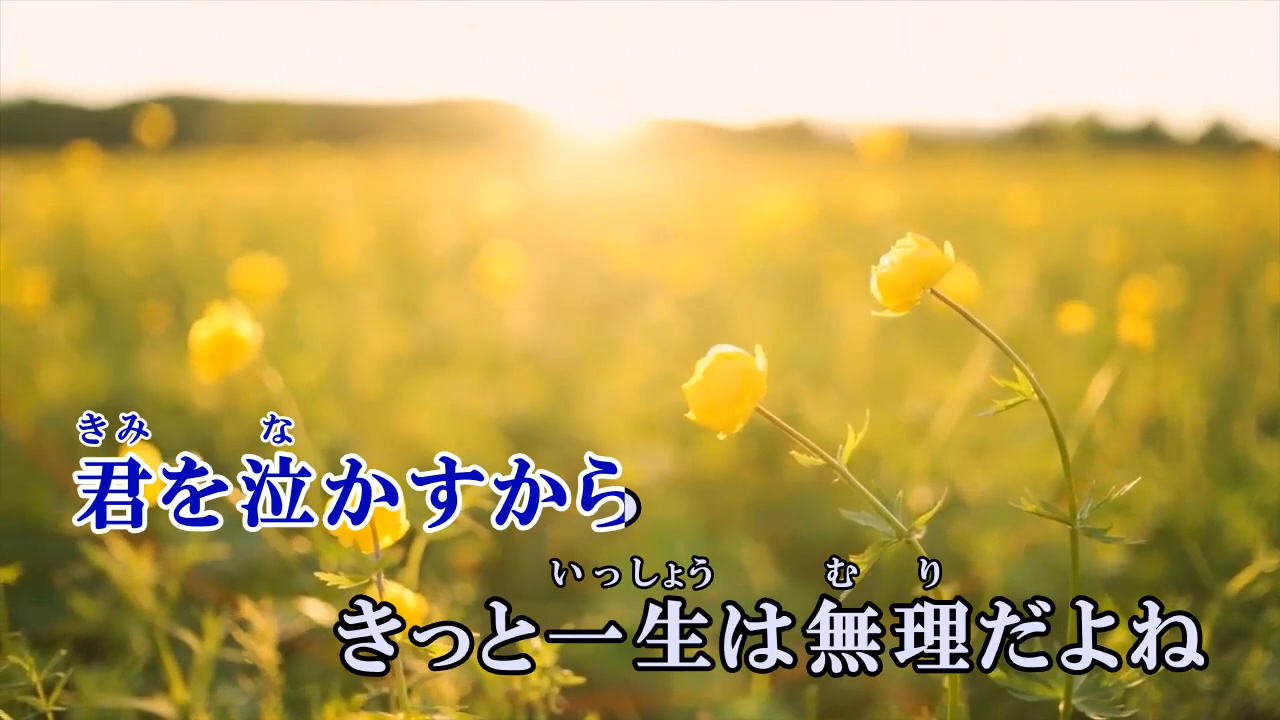 きみ な
君を泣かすから
いっしょう むり
きっと一生は無理だよね